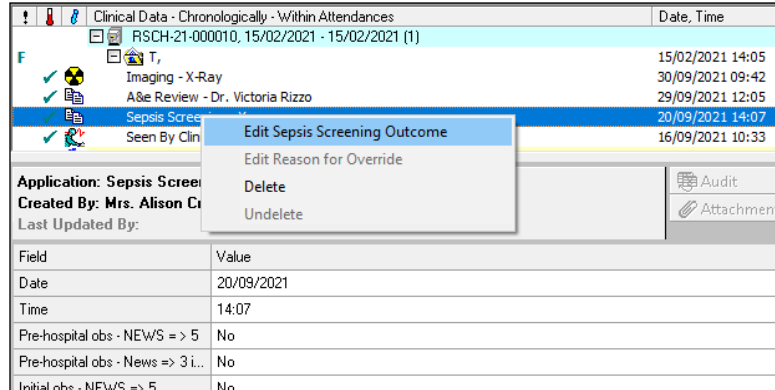 ! Clinical Data - Chronologically - Within Attendances Date, Time
RSCH-21-000010, 15/02/2021 - 15/02/2021 (1)
F T, 15/02/2021 14:05
Imaging - X-Ray 30/09/2021 09:42
A&e Review - Dr. Victoria Rizzo 29/09/2021 12:05
Sepsis Scree 20/09/2021 14:07
Seen By Clin 16/09/2021 10:33
Edit Sepsis Screening Outcome
Edit Reason for Override
Delete
Undelete
Application: Sepsis Scree
Created By: Mrs. Alison Cr
Last Updated By:
Audit
Attachmen
Field Value
Date 20/09/2021
Time 14:07
Pre-hospital obs - NEWS => 5 No
Pre-hospital obs - News => 3 i... No
Initial obs - NEWS => 5 No